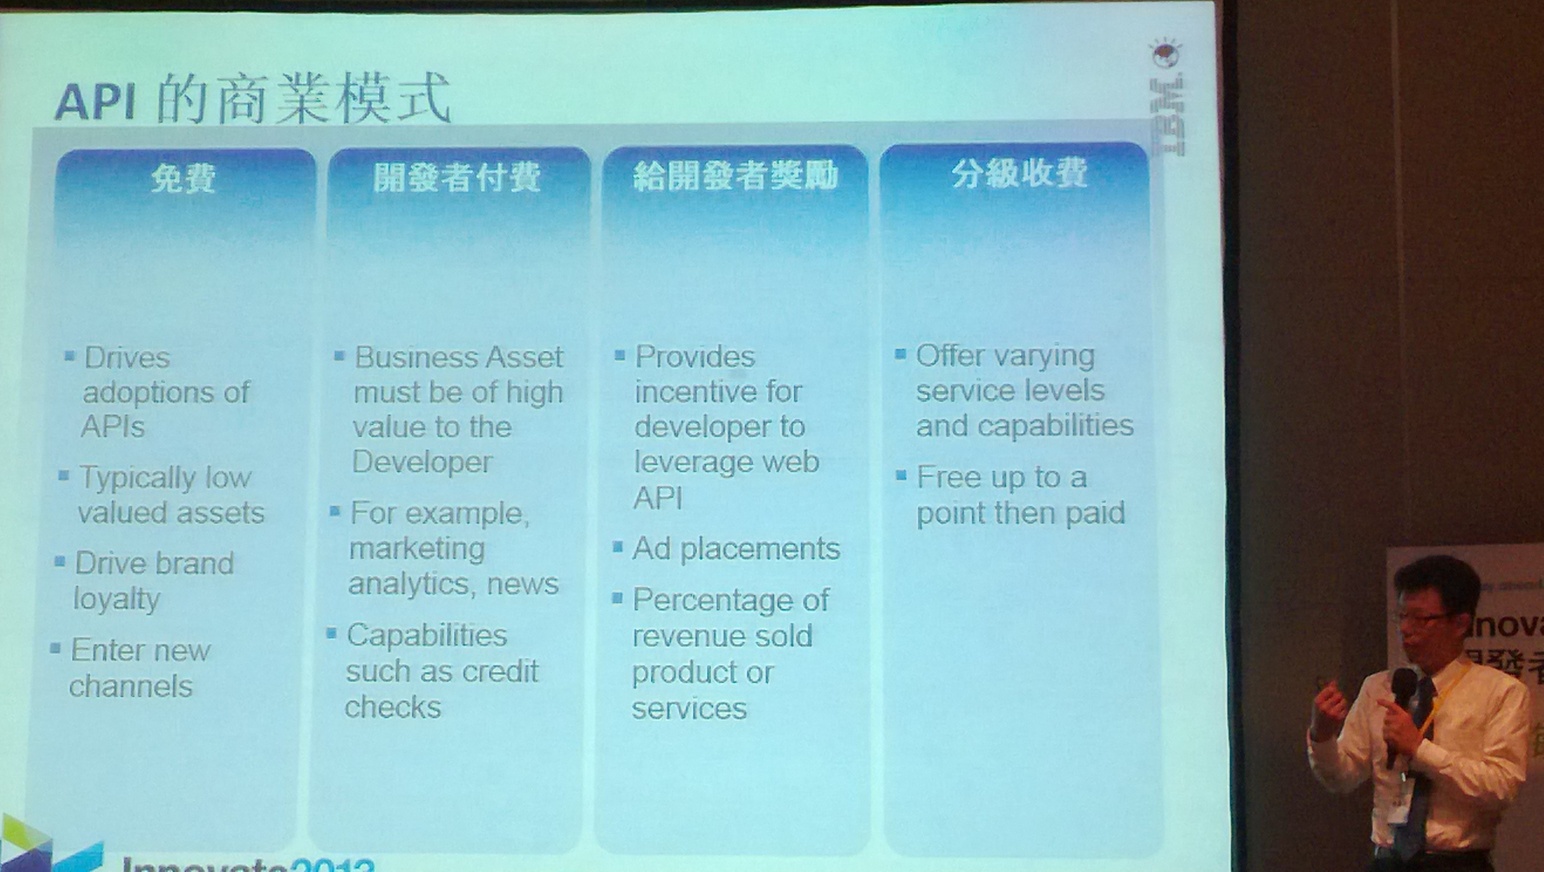 API 的商業模式
IBM
免費
Drives
adoptions of
APIs
Typically low
valued assets
Drive brand
loyalty
Enter new
channels
開發者付費
Business Asset
must be of high
value to the
Developer
For example,
marketing
analytics, news
Capabilities
such as credit
checks
給開發者獎勵
Provides
incentive for
developer to
leverage web
API
Ad placements
Percentage of
revenue sold
product or
services
分級收費
Offer varying
service levels
and capabilities
Free up to a
point then paid
Innovate2013